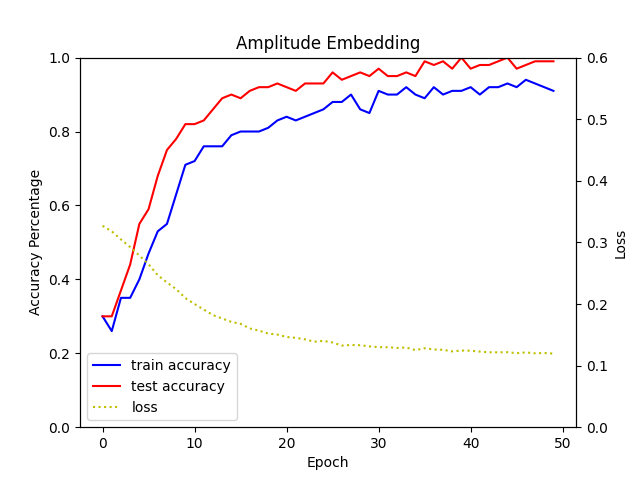 Amplitude Embedding
1.0
0.8
0.6
0.4
0.2
0.0
Accuracy Percentage
0.6
0.5
0.4
0.3
0.2
0.1
0.0
Loss
train accuracy
test accuracy
loss
0 10 20 30 40 50
Epoch